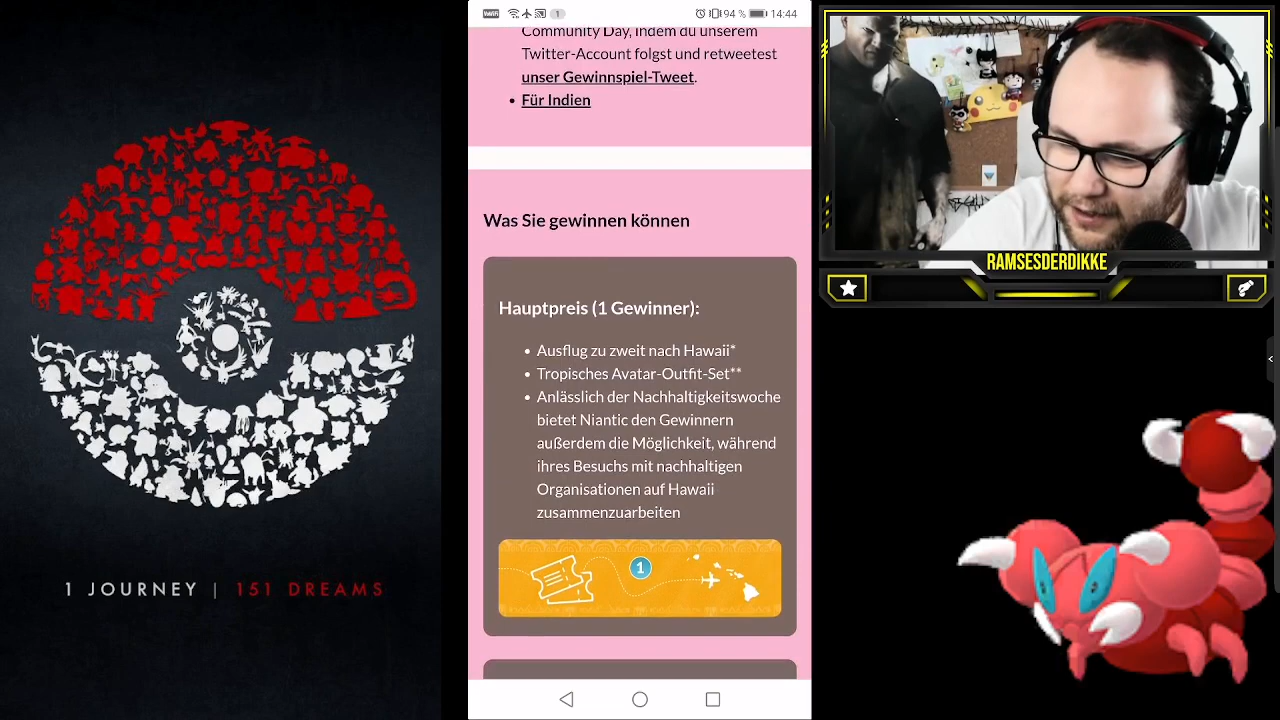 1 JOURNEY | 151 DREAMS
VoWiFi 1 94 % 14:44
Community Day, indem du unserem
Twitter-Account folgst und retweetest
unser Gewinnspiel-Tweet.
• Für Indien
Was Sie gewinnen können
Hauptpreis (1 Gewinner):
• Ausflug zu zweit nach Hawaii*
• Tropisches Avatar-Outfit-Set**
• Anlässlich der Nachhaltigkeitswoche
bietet Niantic den Gewinnern
außerdem die Möglichkeit, während
ihres Besuchs mit nachhaltigen
Organisationen auf Hawaii
zusammenzuarbeiten
1
RAMSESDERDIKKE